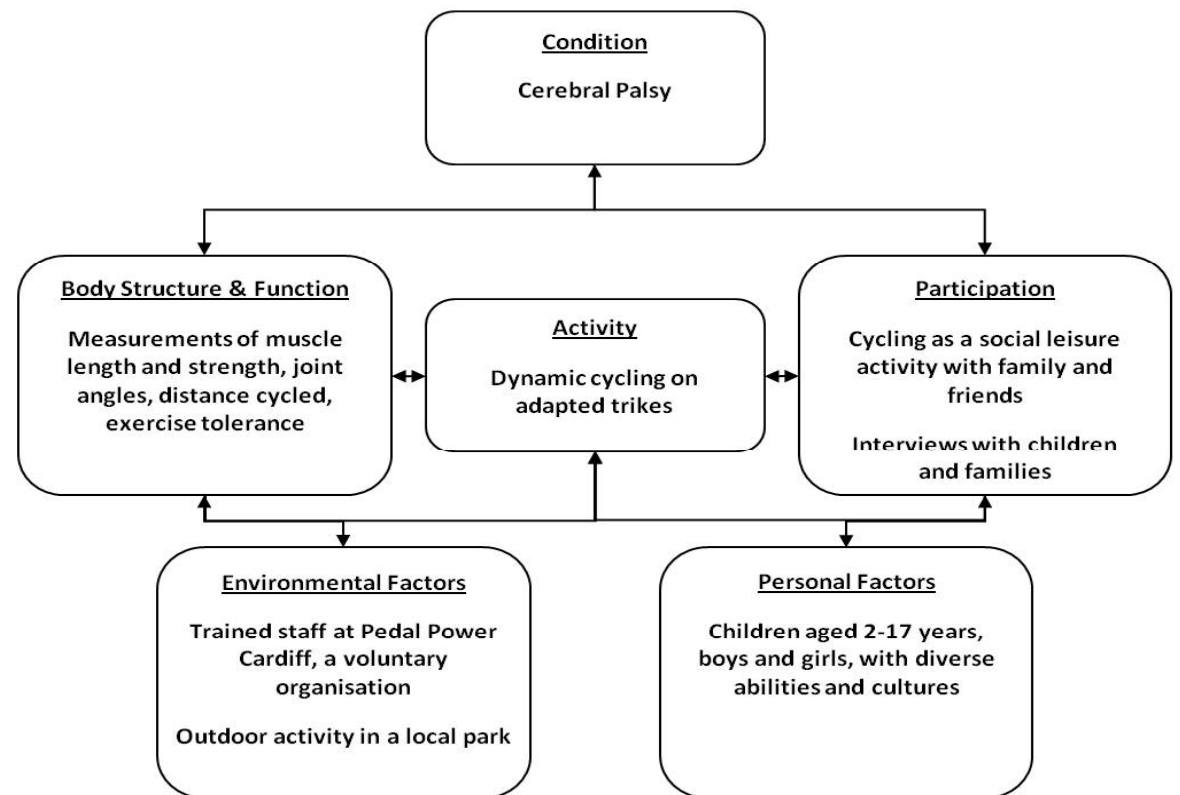 Condition
Cerebral Palsy
Body Structure & Function
Measurements of muscle
length and strength, joint
angles, distance cycled,
exercise tolerance
Activity
Dynamic cycling on
adapted trikes
Participation
Cycling as a social leisure
activity with family and
friends
Interviews with children
and families
Environmental Factors
Trained staff at Pedal Power
Cardiff, a voluntary
organisation
Outdoor activity in a local park
Personal Factors
Children aged 2-17 years,
boys and girls, with diverse
abilities and cultures